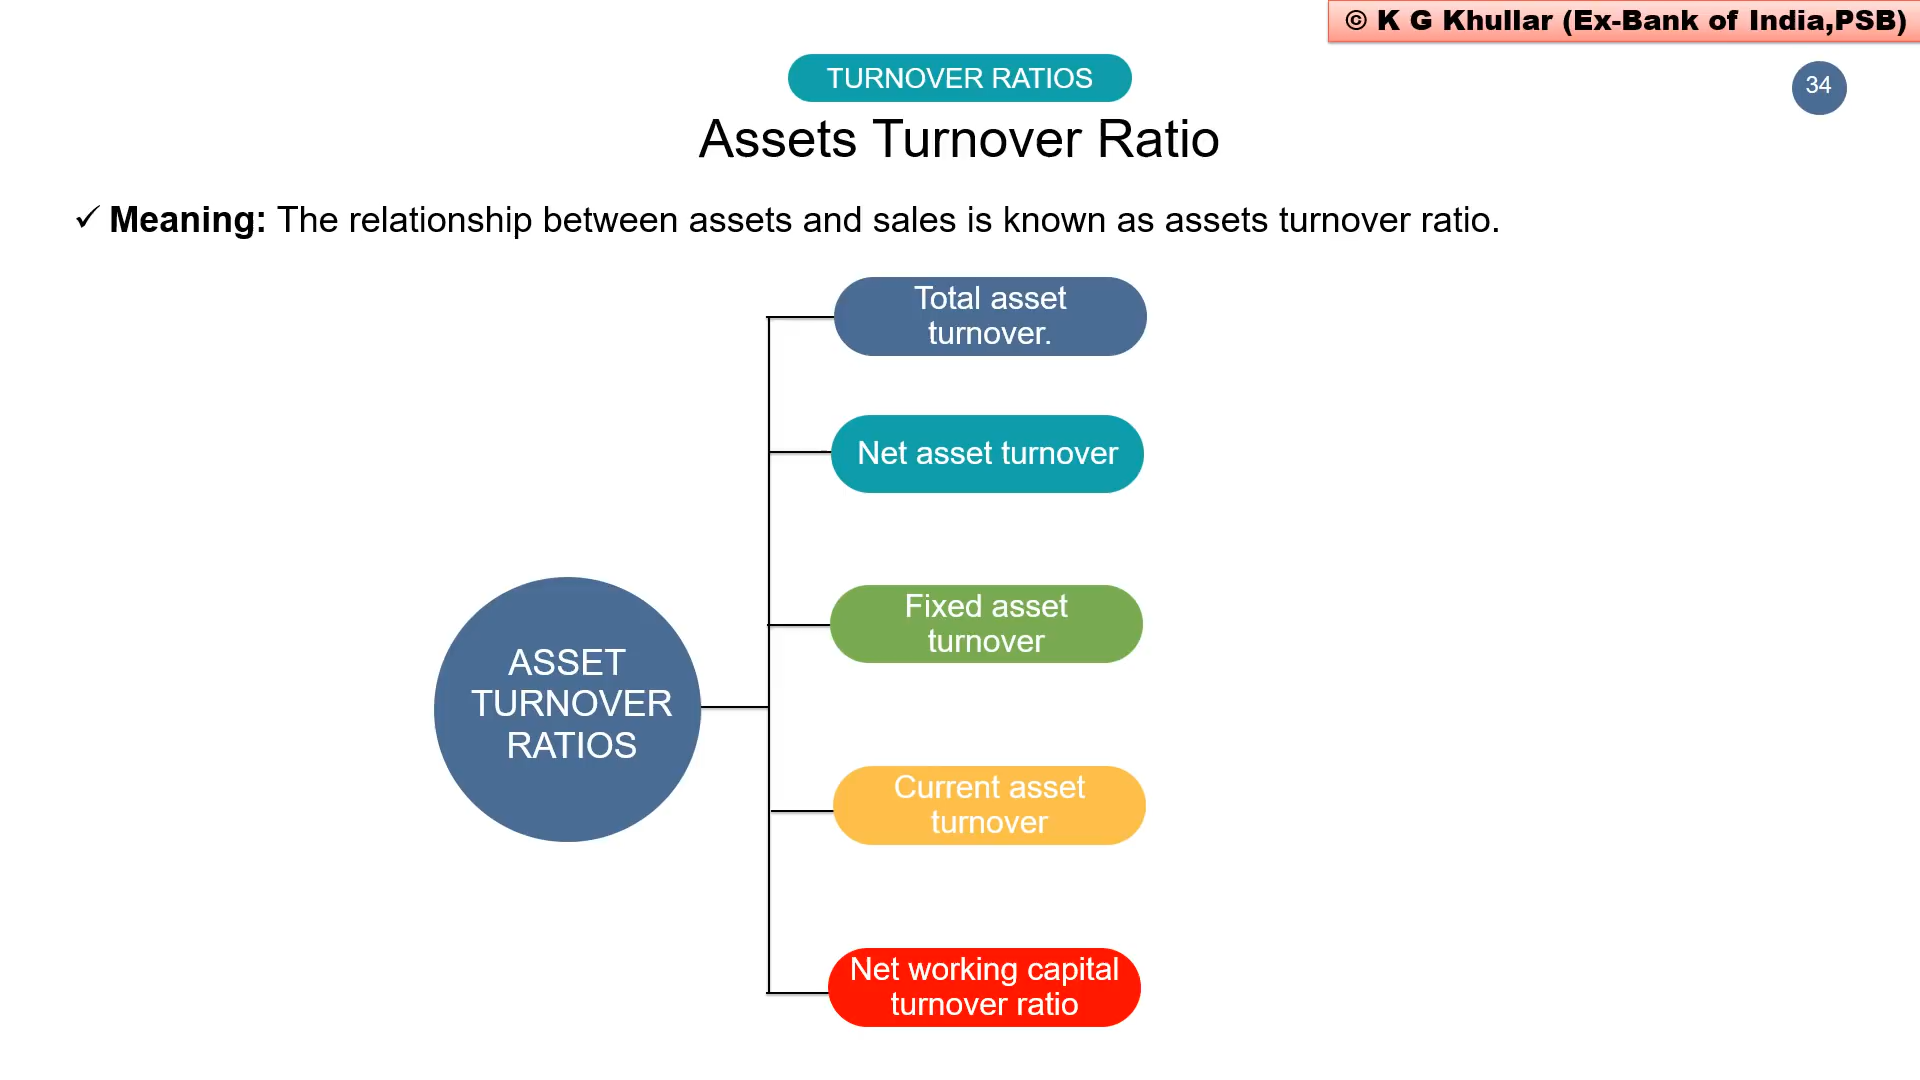 © K G Khullar (Ex-Bank of India,PSB)
TURNOVER RATIOS
34
Assets Turnover Ratio
✓ Meaning: The relationship between assets and sales is known as assets turnover ratio.
Total asset
turnover.
Net asset turnover
Fixed asset
turnover
ASSET
TURNOVER
RATIOS
Current asset
turnover
Net working capital
turnover ratio